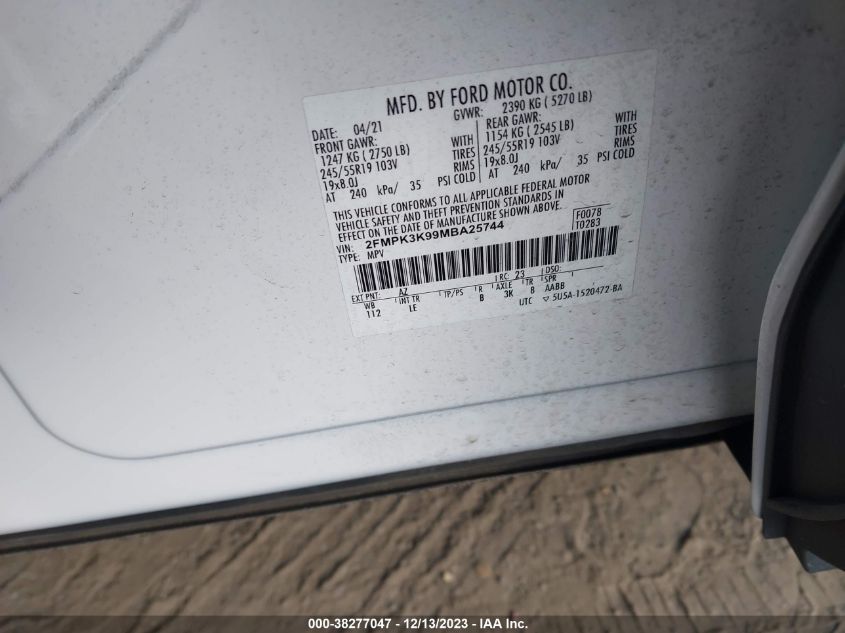 MFD. BY FORD MOTOR CO.
DATE: 04/21 GVWR: 2390 KG ( 5270 LB)
FRONT GAWR: WITH REAR GAWR: WITH
1247 KG ( 2750 LB) TIRES 1154 KG ( 2545 LB) TIRES
245/55R19 103V RIMS 245/55R19 103V RIMS
19x8.0J 19x8.0J
AT 240 kPa/ 35 PSI COLD AT 240 kPa/ 35 PSI COLD
THIS VEHICLE CONFORMS TO ALL APPLICABLE FEDERAL MOTOR
VEHICLE SAFETY AND THEFT PREVENTION STANDARDS IN
EFFECT ON THE DATE OF MANUFACTURE SHOWN ABOVE.
VIN: 2FMPK3K99MBA25744 F0078
TYPE: MPV T0283
EXT PNT: AZ RC: 23 DSO:
WB INT TR TP/PS R AXLE TR SPR
112 LE B 3K 8 AABB
UTC 5U5A-1520472-BA
000-38277047 - 12/13/2023 - IAAI.com.